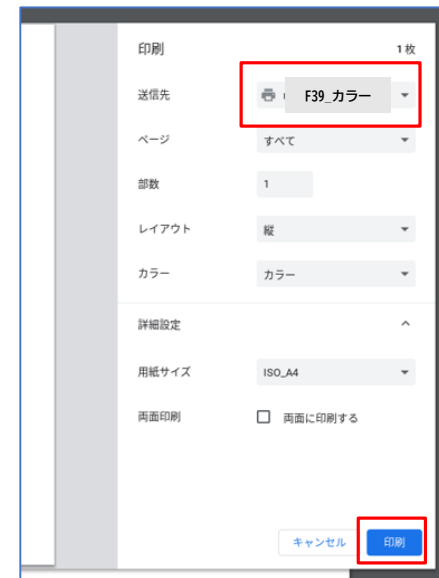 印刷 1枚
送信先 F39_カラー
ページ すべて
部数 1
レイアウト 縦
カラー カラー
詳細設定
用紙サイズ ISO_A4
両面印刷 両面に印刷する
キャンセル 印刷